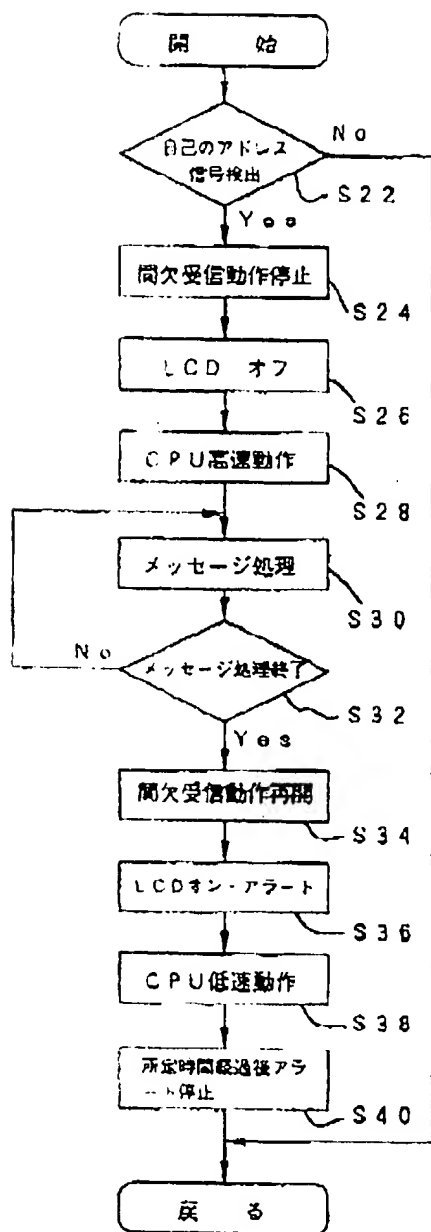 開 始
自己のアドレス
信号検出
No
S22
Yes
間欠受信動作停止
S24
LCD オフ
S26
CPU高速動作
S28
メッセージ処理
S30
No
メッセージ処理終了
S32
Yes
間欠受信動作再開
S34
LCDオン・アラート
S36
CPU低速動作
S38
所定時間経過後アラ
ート停止
S40
戻 る